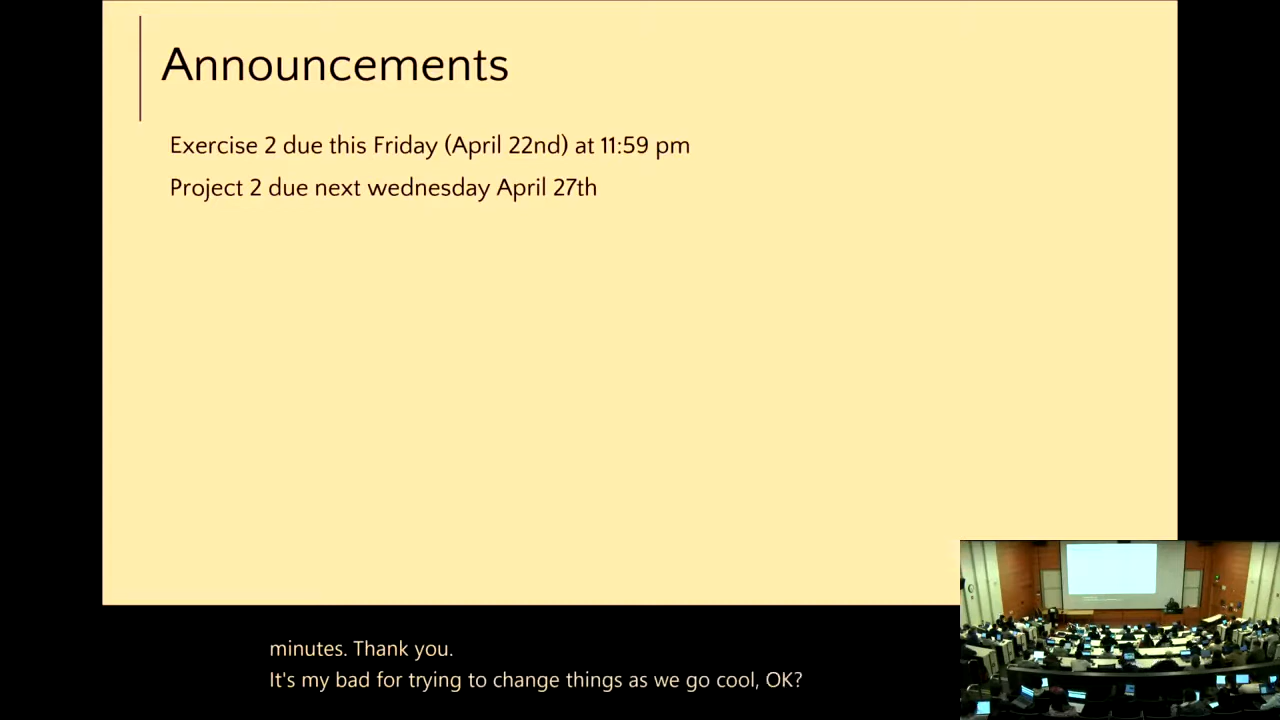 Announcements
Exercise 2 due this Friday (April 22nd) at 11:59 pm
Project 2 due next wednesday April 27th
minutes. Thank you.
It's my bad for trying to change things as we go cool, OK?